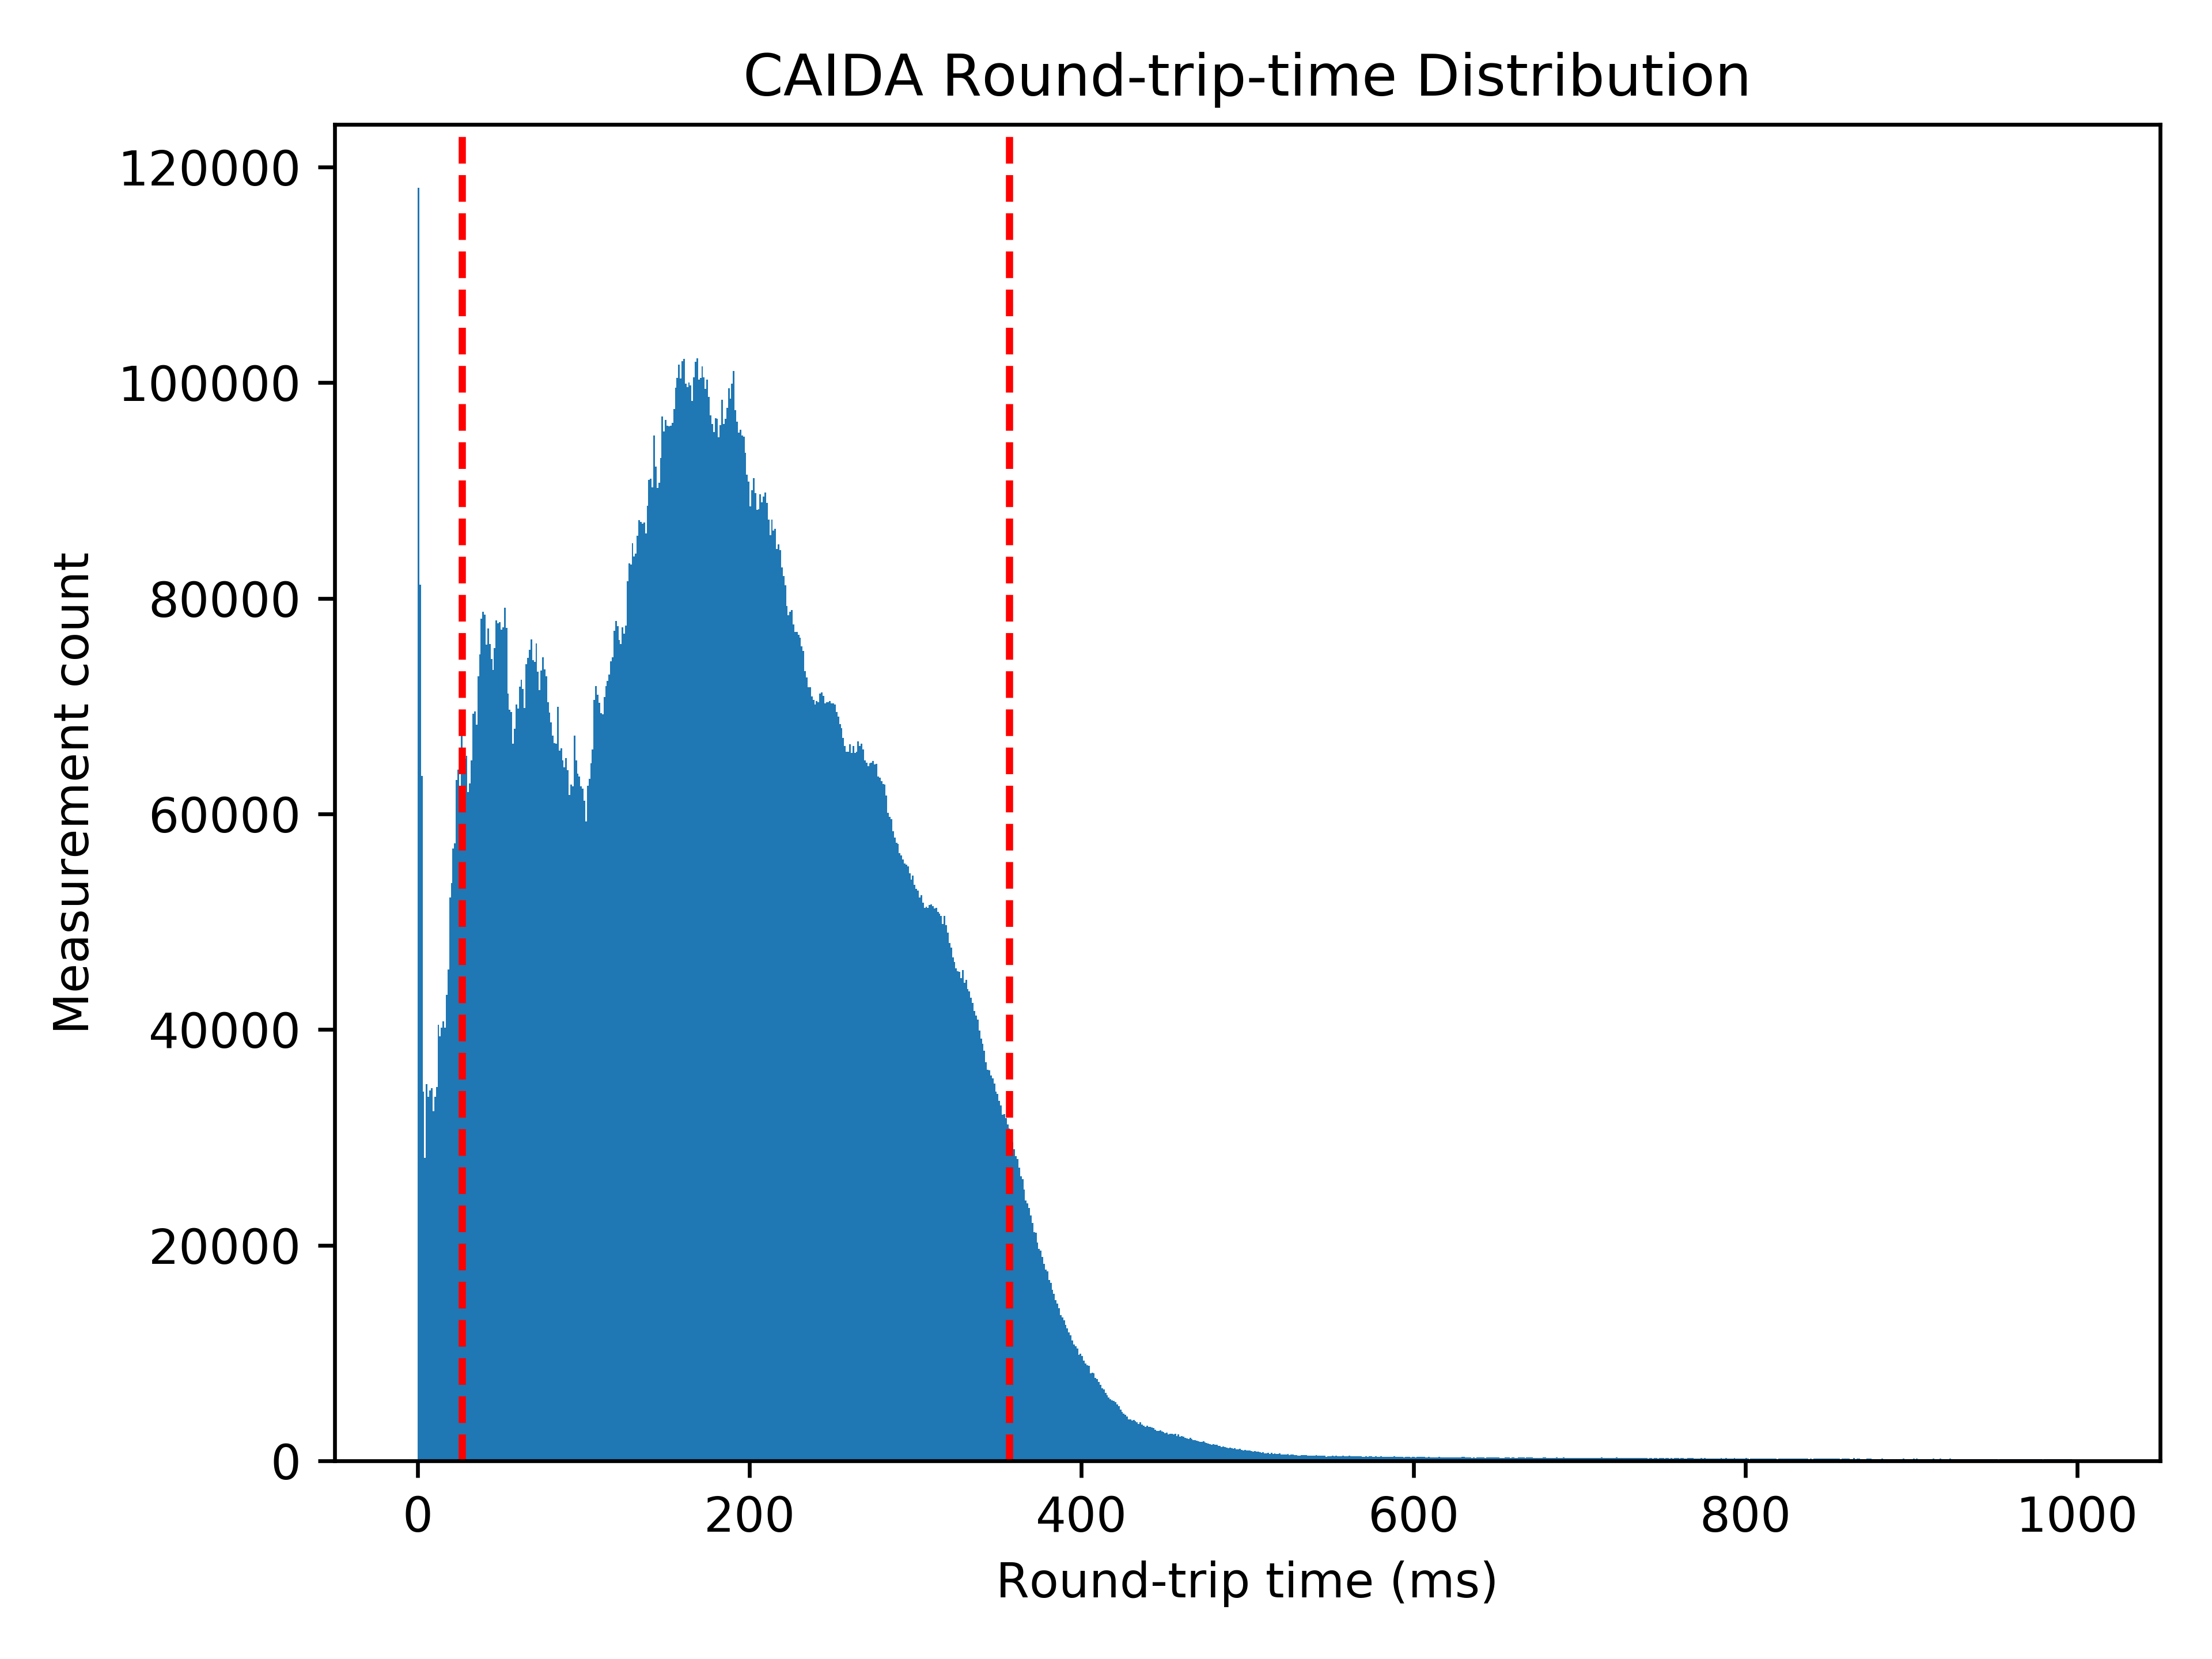 CAIDA Round-trip-time Distribution
120000
100000
80000
60000
40000
20000
0
Measurement count
0 200 400 600 800 1000
Round-trip time (ms)